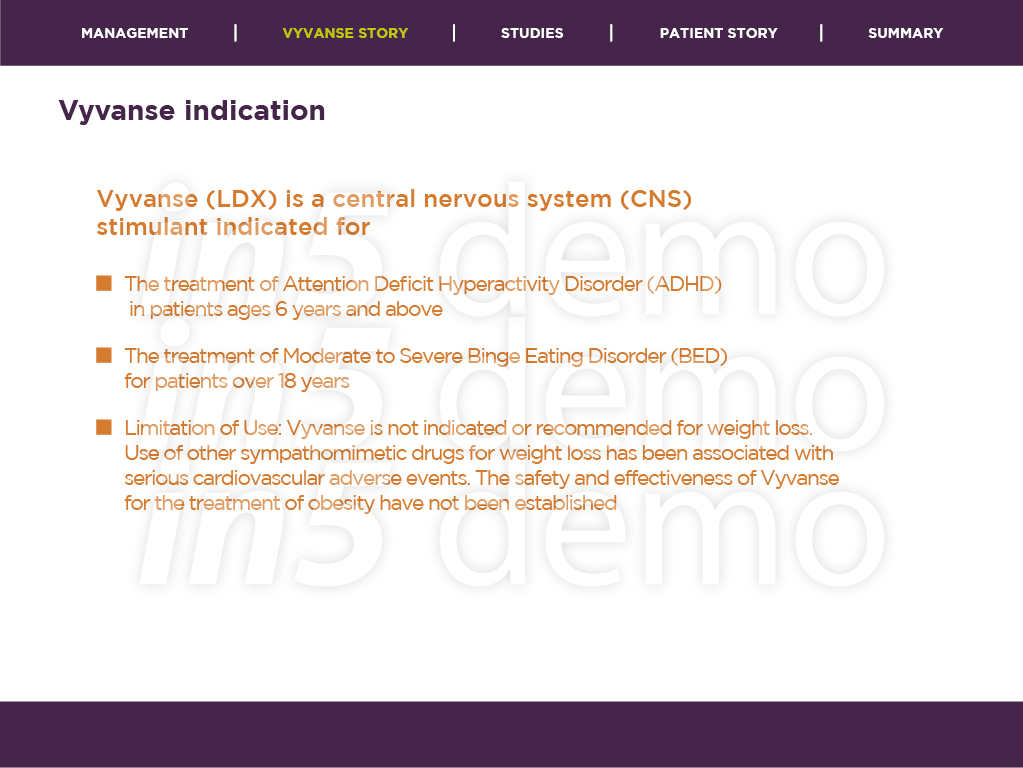 MANAGEMENT | VYVANSE STORY | STUDIES | PATIENT STORY | SUMMARY
Vyvanse indication
Vyvanse (LDX) is a central nervous system (CNS)
stimulant indicated for
The treatment of Attention Deficit Hyperactivity Disorder (ADHD)
in patients ages 6 years and above
The treatment of Moderate to Severe Binge Eating Disorder (BED)
for patients over 18 years
Limitation of Use: Vyvanse is not indicated or recommended for weight loss.
Use of other sympathomimetic drugs for weight loss has been associated with
serious cardiovascular adverse events. The safety and effectiveness of Vyvanse
for the treatment of obesity have not been established
in5 demo
in5 demo
in5 demo